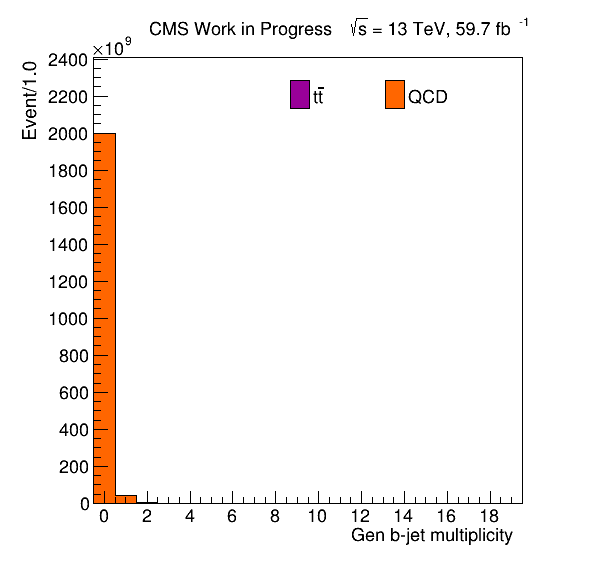 CMS Work in Progress √s = 13 TeV, 59.7 fb⁻¹
×10⁹
Event/1.0
2400
2200
2000
1800
1600
1400
1200
1000
800
600
400
200
0
tt̄ QCD
0 2 4 6 8 10 12 14 16 18
Gen b-jet multiplicity